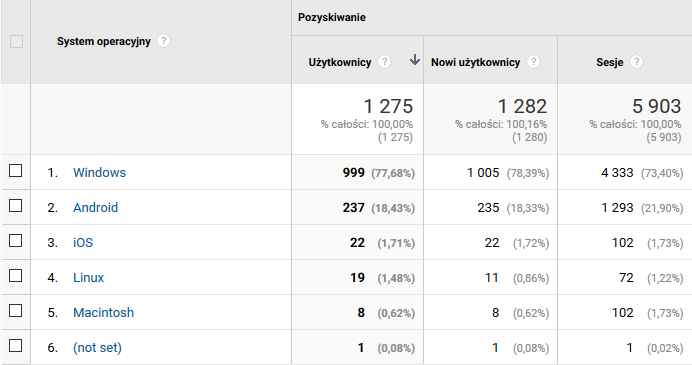 Pozyskiwanie
System operacyjny ?
Użytkownicy ? ↓ Nowi użytkownicy ? Sesje ?
1 275 1 282 5 903
% całości: 100,00% % całości: 100,16% % całości: 100,00%
(1 275) (1 280) (5 903)
1. Windows 999 (77,68%) 1 005 (78,39%) 4 333 (73,40%)
2. Android 237 (18,43%) 235 (18,33%) 1 293 (21,90%)
3. iOS 22 (1,71%) 22 (1,72%) 102 (1,73%)
4. Linux 19 (1,48%) 11 (0,86%) 72 (1,22%)
5. Macintosh 8 (0,62%) 8 (0,62%) 102 (1,73%)
6. (not set) 1 (0,08%) 1 (0,08%) 1 (0,02%)